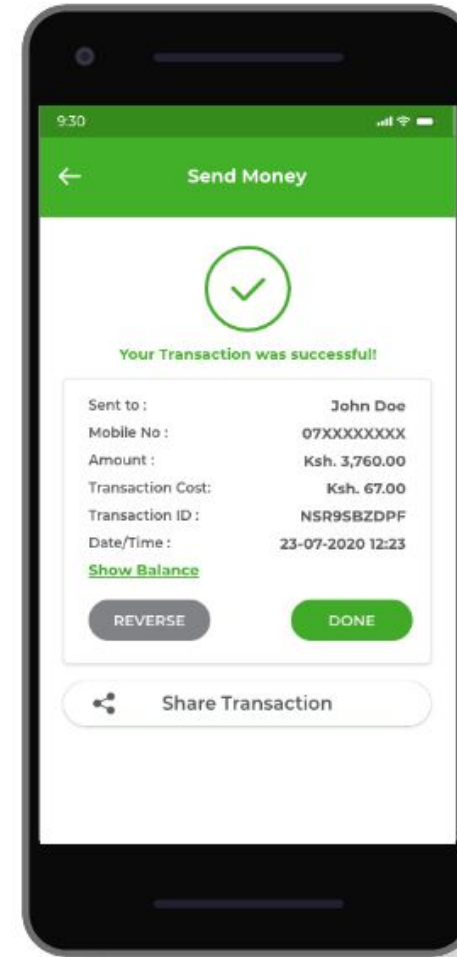 9:30
Send Money
Your Transaction was successful!
Sent to : John Doe
Mobile No : 07XXXXXXXX
Amount : Ksh. 3,760.00
Transaction Cost: Ksh. 67.00
Transaction ID : NSR9SBZDPF
Date/Time : 23-07-2020 12:23
Show Balance
REVERSE DONE
Share Transaction